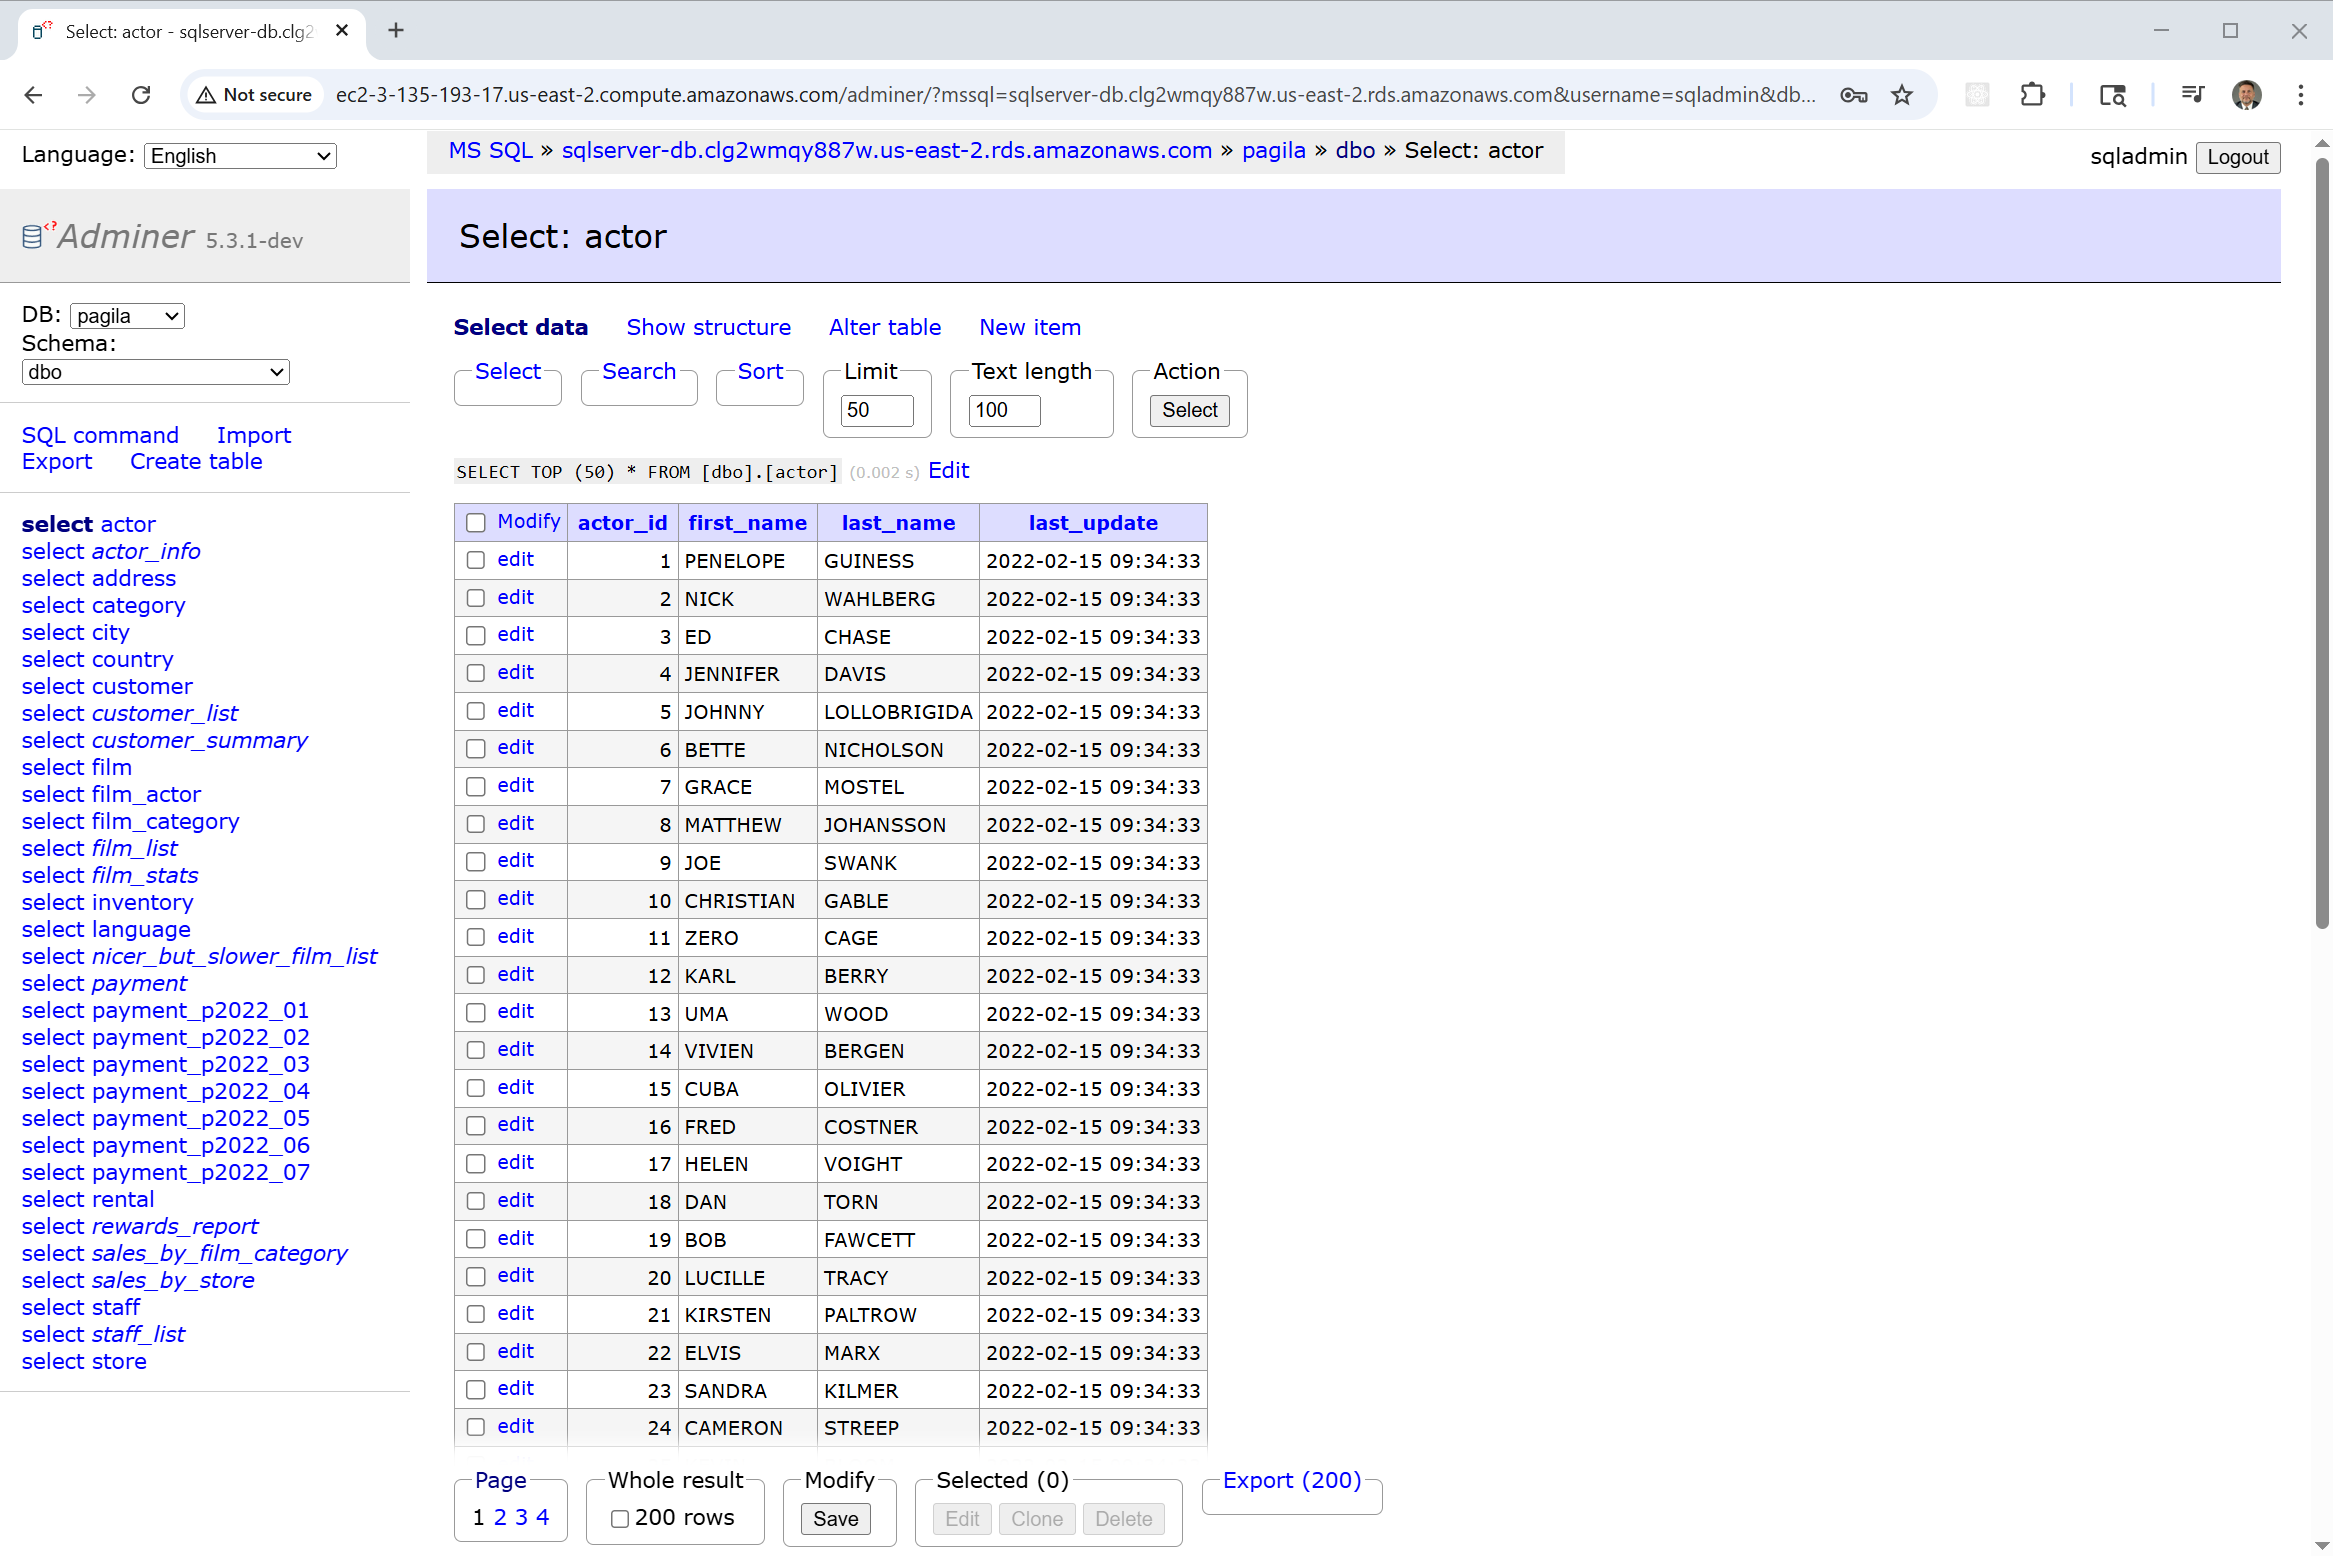 Select: actor - sqlserver-db.clg2
Not secure ec2-3-135-193-17.us-east-2.compute.amazonaws.com/adminer/?mssql=sqlserver-db.clg2wmqy887w.us-east-2.rds.amazonaws.com&username=sqladmin&db...
Language: English
MS SQL » sqlserver-db.clg2wmqy887w.us-east-2.rds.amazonaws.com » pagila » dbo » Select: actor
sqladmin Logout
Adminer 5.3.1-dev
DB: pagila
Schema:
dbo
SQL command Import
Export Create table
select actor
select actor_info
select address
select category
select city
select country
select customer
select customer_list
select customer_summary
select film
select film_actor
select film_category
select film_list
select film_stats
select inventory
select language
select nicer_but_slower_film_list
select payment
select payment_p2022_01
select payment_p2022_02
select payment_p2022_03
select payment_p2022_04
select payment_p2022_05
select payment_p2022_06
select payment_p2022_07
select rental
select rewards_report
select sales_by_film_category
select sales_by_store
select staff
select staff_list
select store
Select: actor
Select data Show structure Alter table New item
Select Search Sort Limit Text length Action
50 100 Select
SELECT TOP (50) * FROM [dbo].[actor] (0.002 s) Edit
Modify actor_id first_name last_name last_update
edit 1 PENELOPE GUINESS 2022-02-15 09:34:33
edit 2 NICK WAHLBERG 2022-02-15 09:34:33
edit 3 ED CHASE 2022-02-15 09:34:33
edit 4 JENNIFER DAVIS 2022-02-15 09:34:33
edit 5 JOHNNY LOLLOBRIGIDA 2022-02-15 09:34:33
edit 6 BETTE NICHOLSON 2022-02-15 09:34:33
edit 7 GRACE MOSTEL 2022-02-15 09:34:33
edit 8 MATTHEW JOHANSSON 2022-02-15 09:34:33
edit 9 JOE SWANK 2022-02-15 09:34:33
edit 10 CHRISTIAN GABLE 2022-02-15 09:34:33
edit 11 ZERO CAGE 2022-02-15 09:34:33
edit 12 KARL BERRY 2022-02-15 09:34:33
edit 13 UMA WOOD 2022-02-15 09:34:33
edit 14 VIVIEN BERGEN 2022-02-15 09:34:33
edit 15 CUBA OLIVIER 2022-02-15 09:34:33
edit 16 FRED COSTNER 2022-02-15 09:34:33
edit 17 HELEN VOIGHT 2022-02-15 09:34:33
edit 18 DAN TORN 2022-02-15 09:34:33
edit 19 BOB FAWCETT 2022-02-15 09:34:33
edit 20 LUCILLE TRACY 2022-02-15 09:34:33
edit 21 KIRSTEN PALTROW 2022-02-15 09:34:33
edit 22 ELVIS MARX 2022-02-15 09:34:33
edit 23 SANDRA KILMER 2022-02-15 09:34:33
edit 24 CAMERON STREEP 2022-02-15 09:34:33
Page Whole result Modify Selected (0) Export (200)
1 2 3 4 200 rows Save Edit Clone Delete